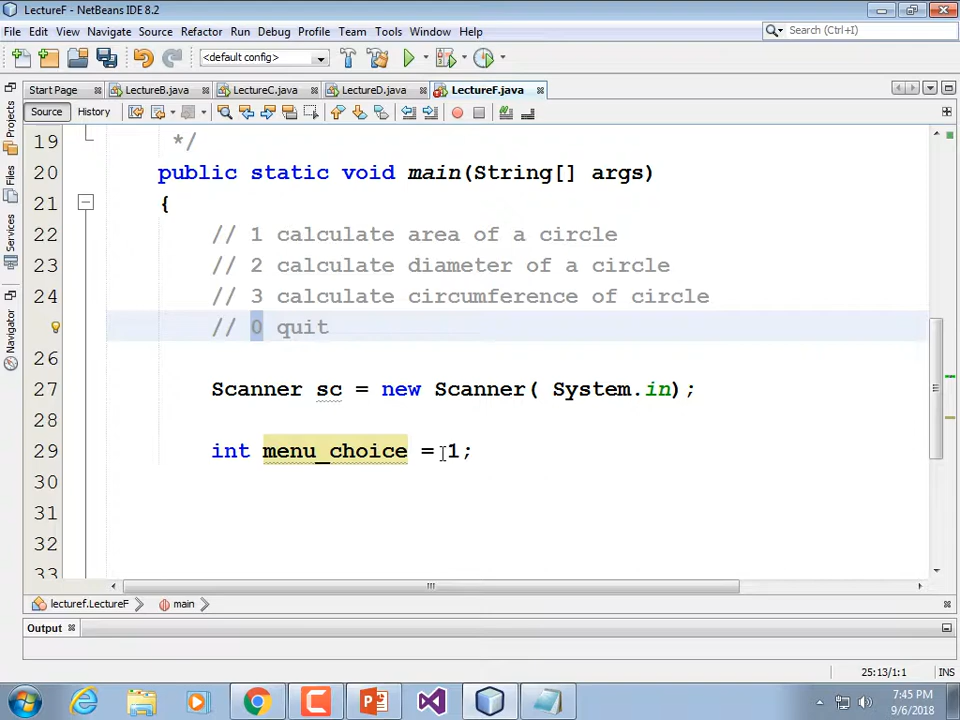 LectureF - NetBeans IDE 8.2
File Edit View Navigate Source Refactor Run Debug Profile Team Tools Window Help
Search (Ctrl+I)
<default config>
Start Page LectureB.java LectureC.java LectureD.java LectureF.java
Source History
Projects
Files
Services
Navigator
19 */
20 public static void main(String[] args)
21 {
22 // 1 calculate area of a circle
23 // 2 calculate diameter of a circle
24 // 3 calculate circumference of circle
// 0 quit
26
27 Scanner sc = new Scanner( System.in);
28
29 int menu_choice = 1;
30
31
32
33
lecturef.LectureF main
Output
25:13/1:1 INS
7:45 PM
9/6/2018